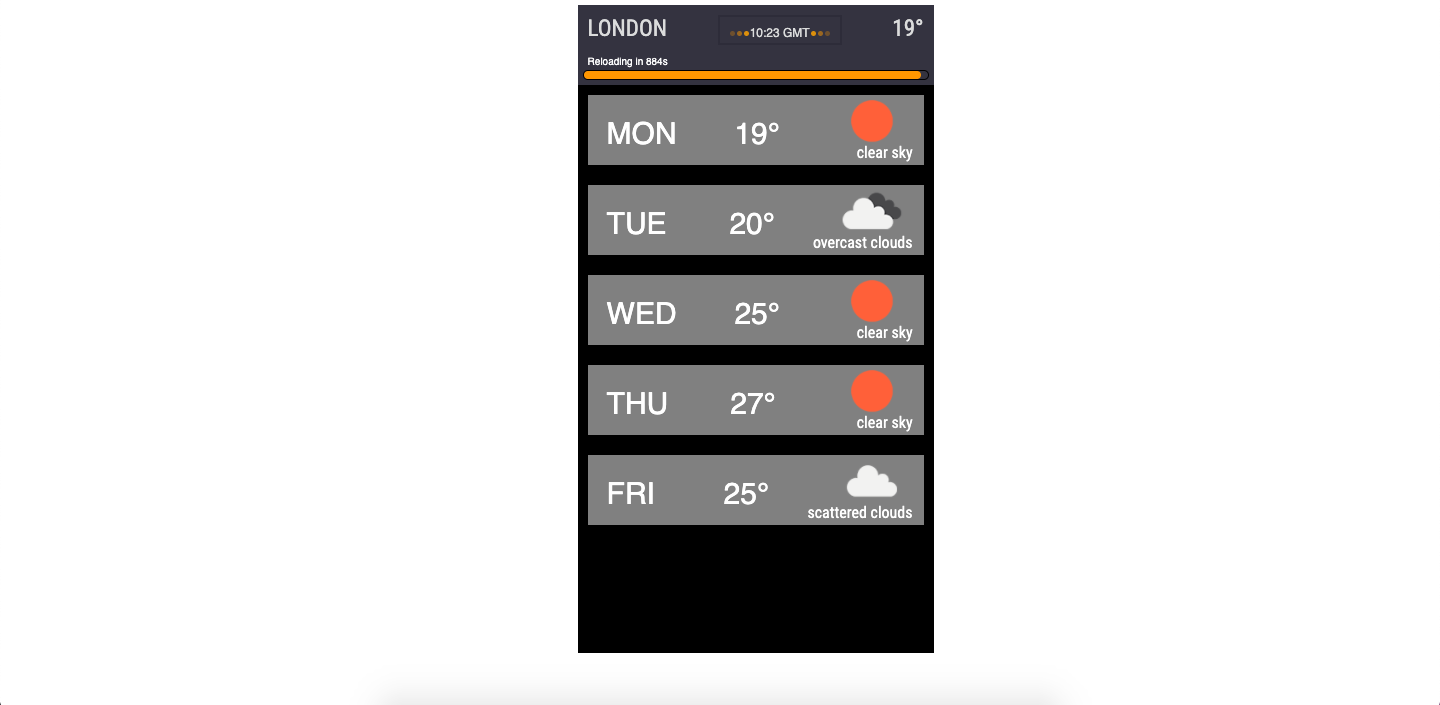 LONDON 10:23 GMT 19°
Reloading in 884s
MON 19° clear sky
TUE 20° overcast clouds
WED 25° clear sky
THU 27° clear sky
FRI 25° scattered clouds